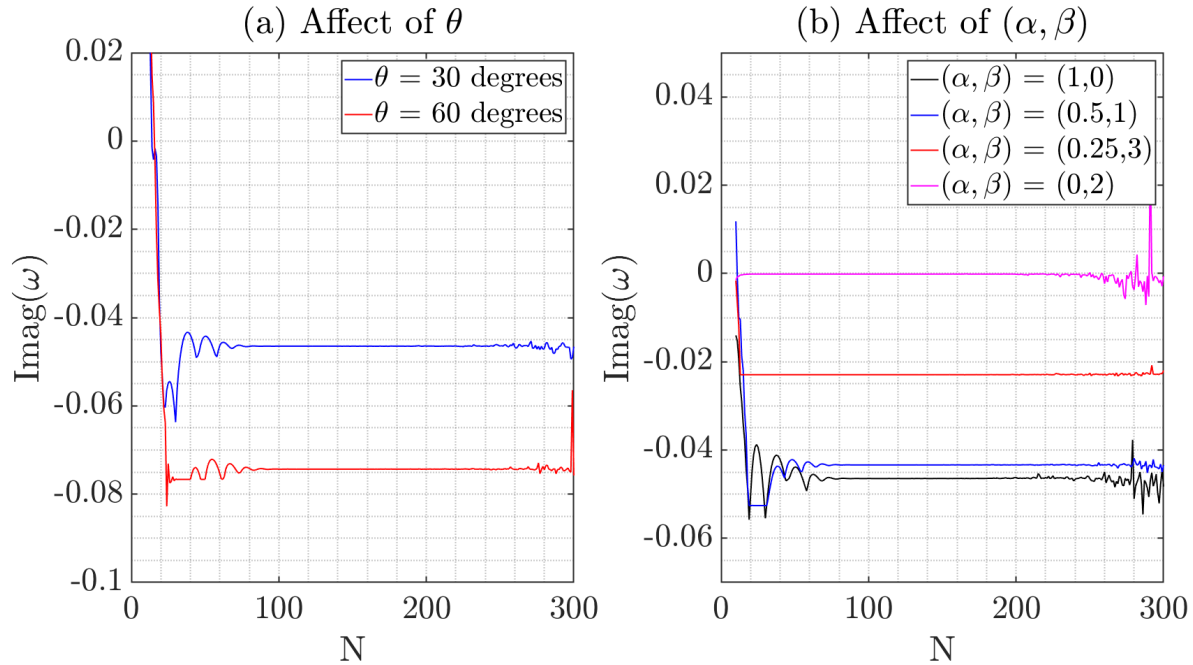 (a) Affect of θ
0.02
0
-0.02
-0.04
-0.06
-0.08
-0.1
Imag(ω)
0
100
200
300
N
θ = 30 degrees
θ = 60 degrees
(b) Affect of (α, β)
0.04
0.02
0
-0.02
-0.04
-0.06
Imag(ω)
0
100
200
300
N
(α, β) = (1,0)
(α, β) = (0.5,1)
(α, β) = (0.25,3)
(α, β) = (0,2)